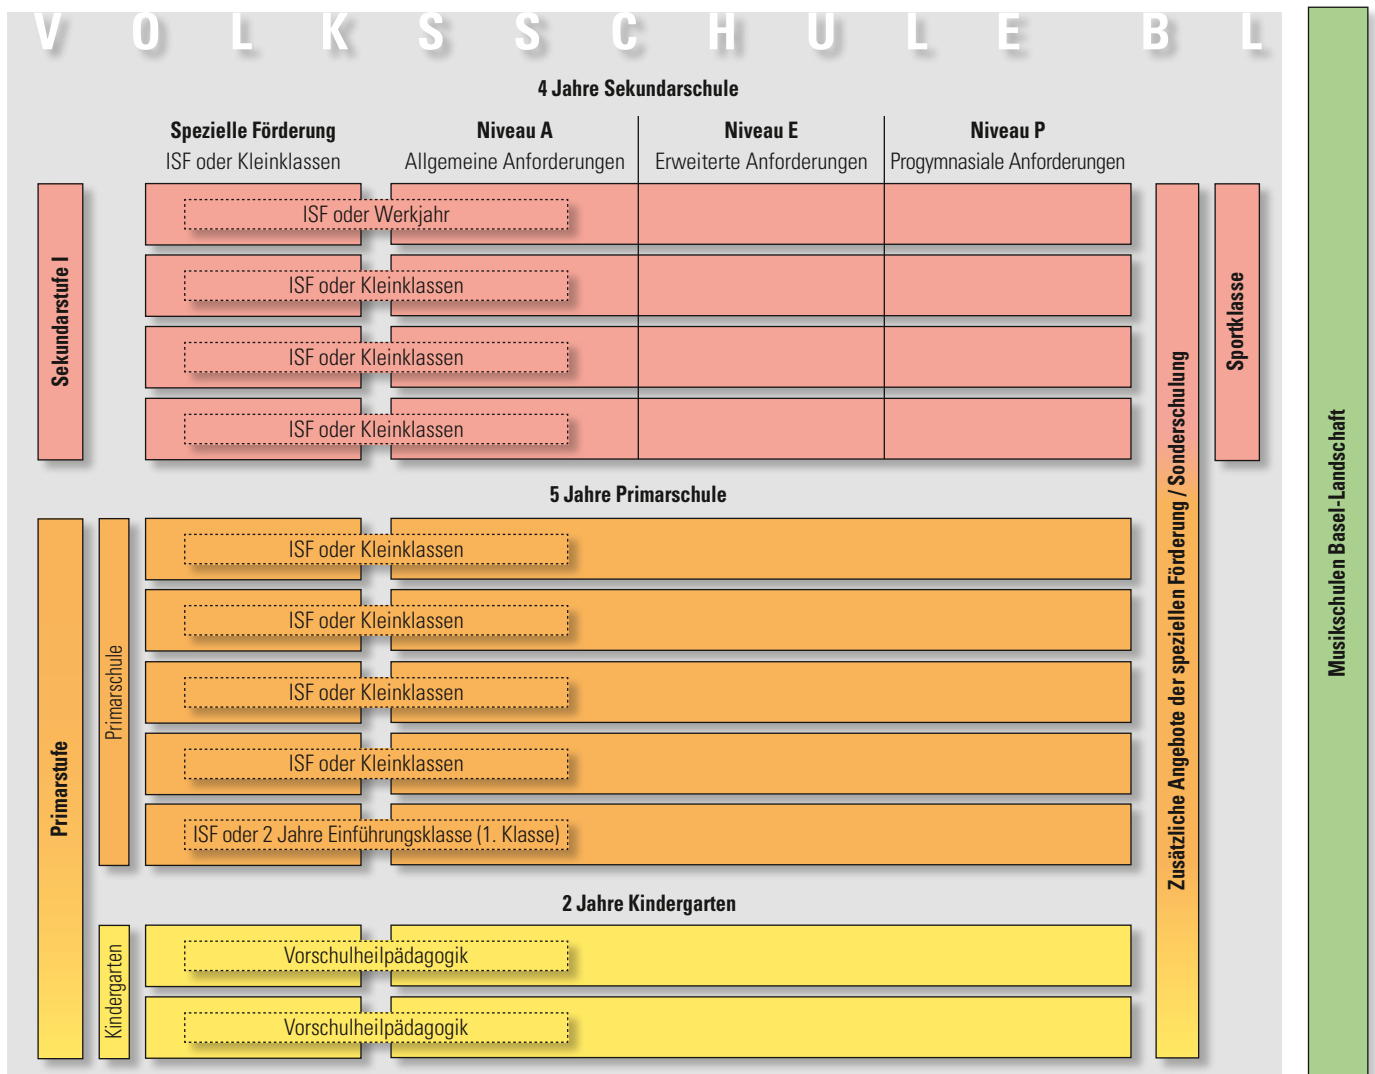 VOLKSSCHULE BL
4 Jahre Sekundarschule
Spezielle Förderung
ISF oder Kleinklassen
Niveau A
Allgemeine Anforderungen
Niveau E
Erweiterte Anforderungen
Niveau P
Progymnasiale Anforderungen
Sekundarstufe I
ISF oder Werkjahr
ISF oder Kleinklassen
ISF oder Kleinklassen
ISF oder Kleinklassen
5 Jahre Primarschule
Primarstufe
Primarschule
ISF oder Kleinklassen
ISF oder Kleinklassen
ISF oder Kleinklassen
ISF oder Kleinklassen
ISF oder 2 Jahre Einführungsklasse (1. Klasse)
2 Jahre Kindergarten
Kindergarten
Vorschulheilpädagogik
Vorschulheilpädagogik
Zusätzliche Angebote der speziellen Förderung / Sonderschulung
Sportklasse
Musikschulen Basel-Landschaft